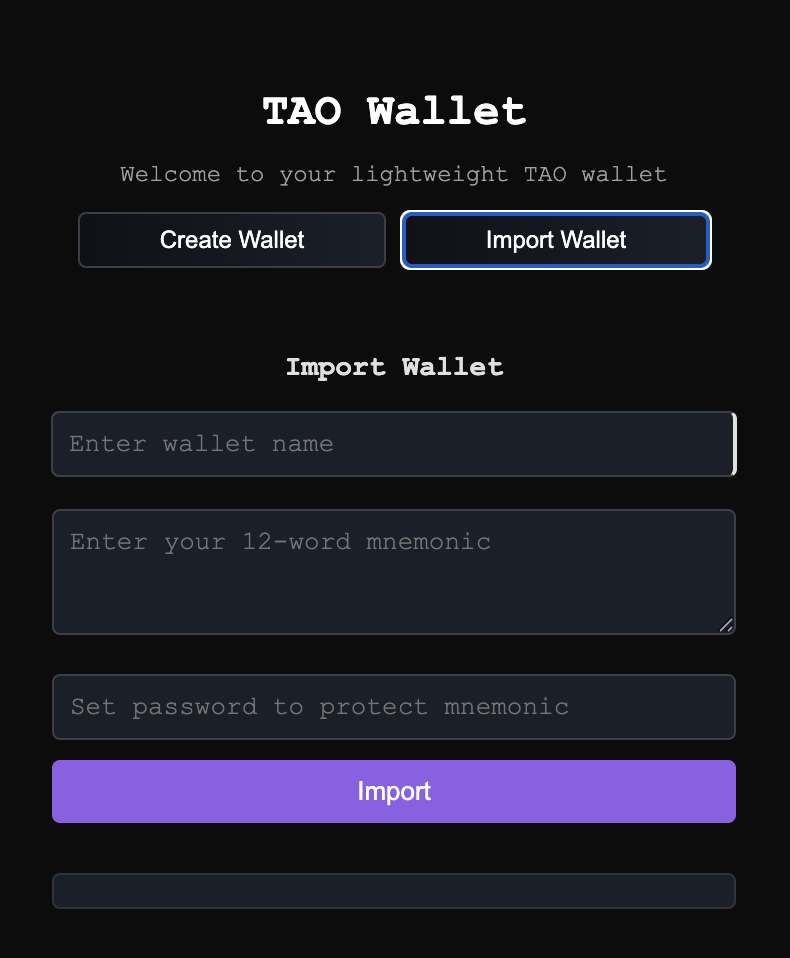 TAO Wallet
Welcome to your lightweight TAO wallet
Create Wallet Import Wallet
Import Wallet
Enter wallet name
Enter your 12-word mnemonic
Set password to protect mnemonic
Import